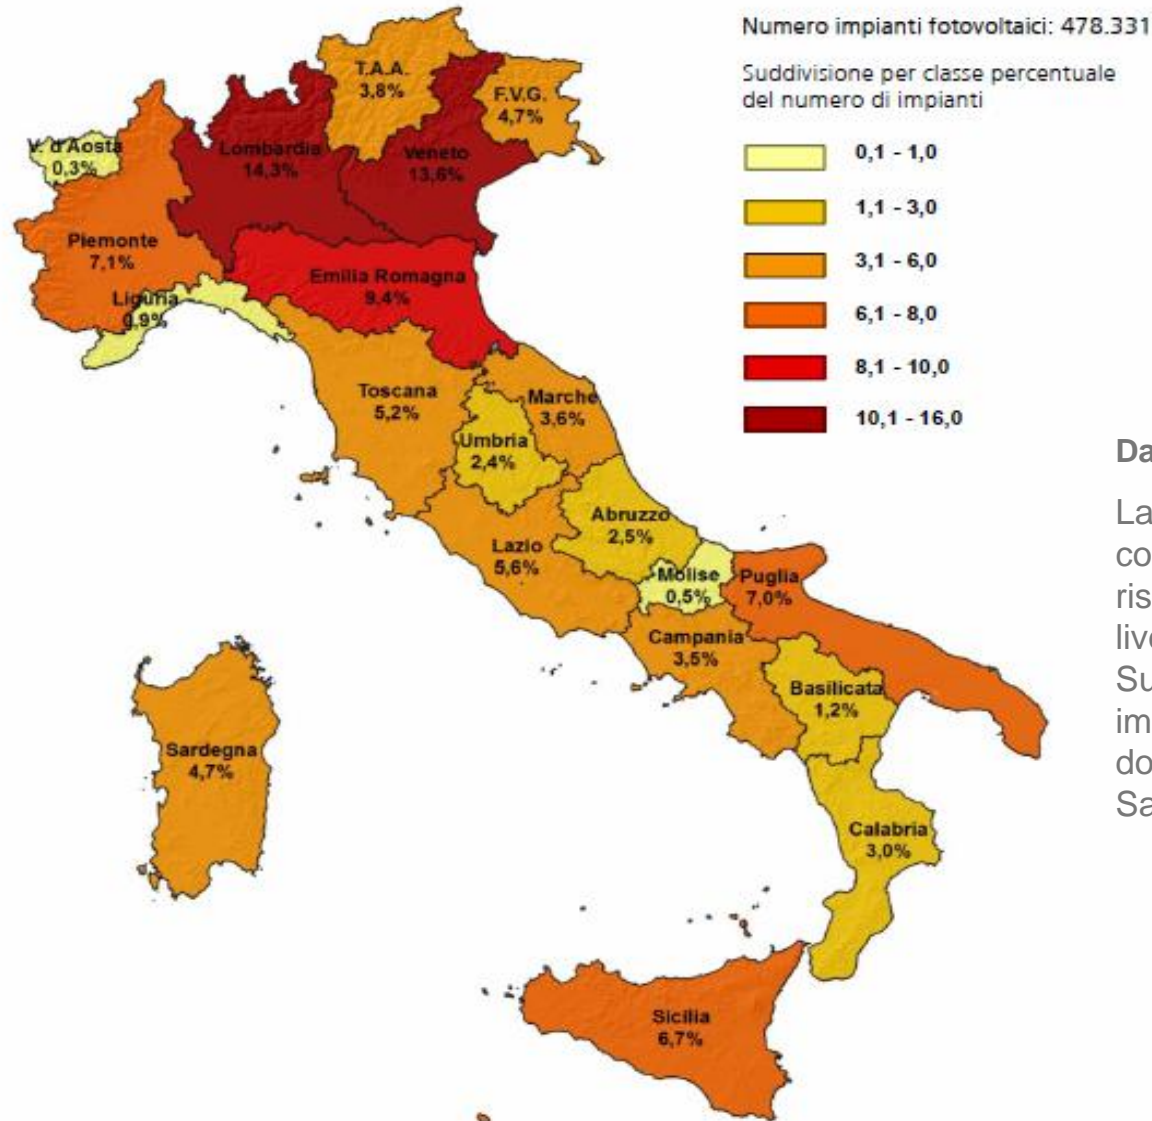 Numero impianti fotovoltaici: 478.331
Suddivisione per classe percentuale
del numero di impianti
0,1 - 1,0
1,1 - 3,0
3,1 - 6,0
6,1 - 8,0
8,1 - 10,0
10,1 - 16,0
T.A.A.
3,8%
F.V.G.
4,7%
V. d'Aosta
0,3%
Lombardia
14,3%
Veneto
13,6%
Piemonte
7,1%
Emilia Romagna
9,4%
Liguria
0,9%
Toscana
5,2%
Marche
3,6%
Umbria
2,4%
Abruzzo
2,5%
Lazio
5,6%
Molise
0,5%
Puglia
7,0%
Campania
3,5%
Basilicata
1,2%
Sardegna
4,7%
Calabria
3,0%
Sicilia
6,7%
Da
La
co
ris
liv
Su
im
do
Sa